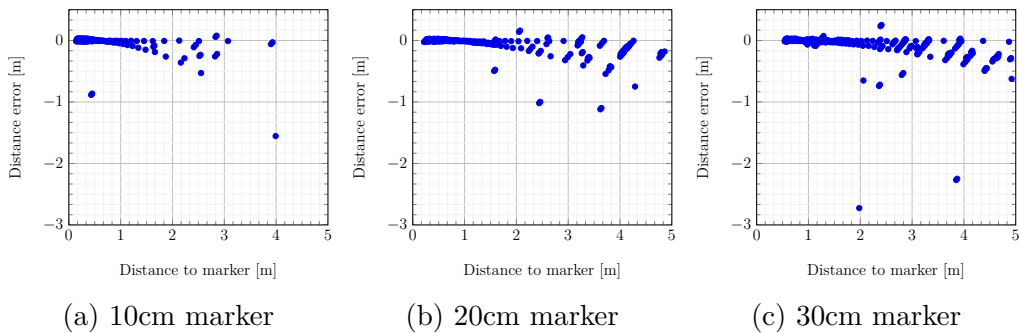 0
−1
−2
−3
0 1 2 3 4 5
Distance error [m]
Distance to marker [m]
(a) 10cm marker
0
−1
−2
−3
0 1 2 3 4 5
Distance error [m]
Distance to marker [m]
(b) 20cm marker
0
−1
−2
−3
0 1 2 3 4 5
Distance error [m]
Distance to marker [m]
(c) 30cm marker